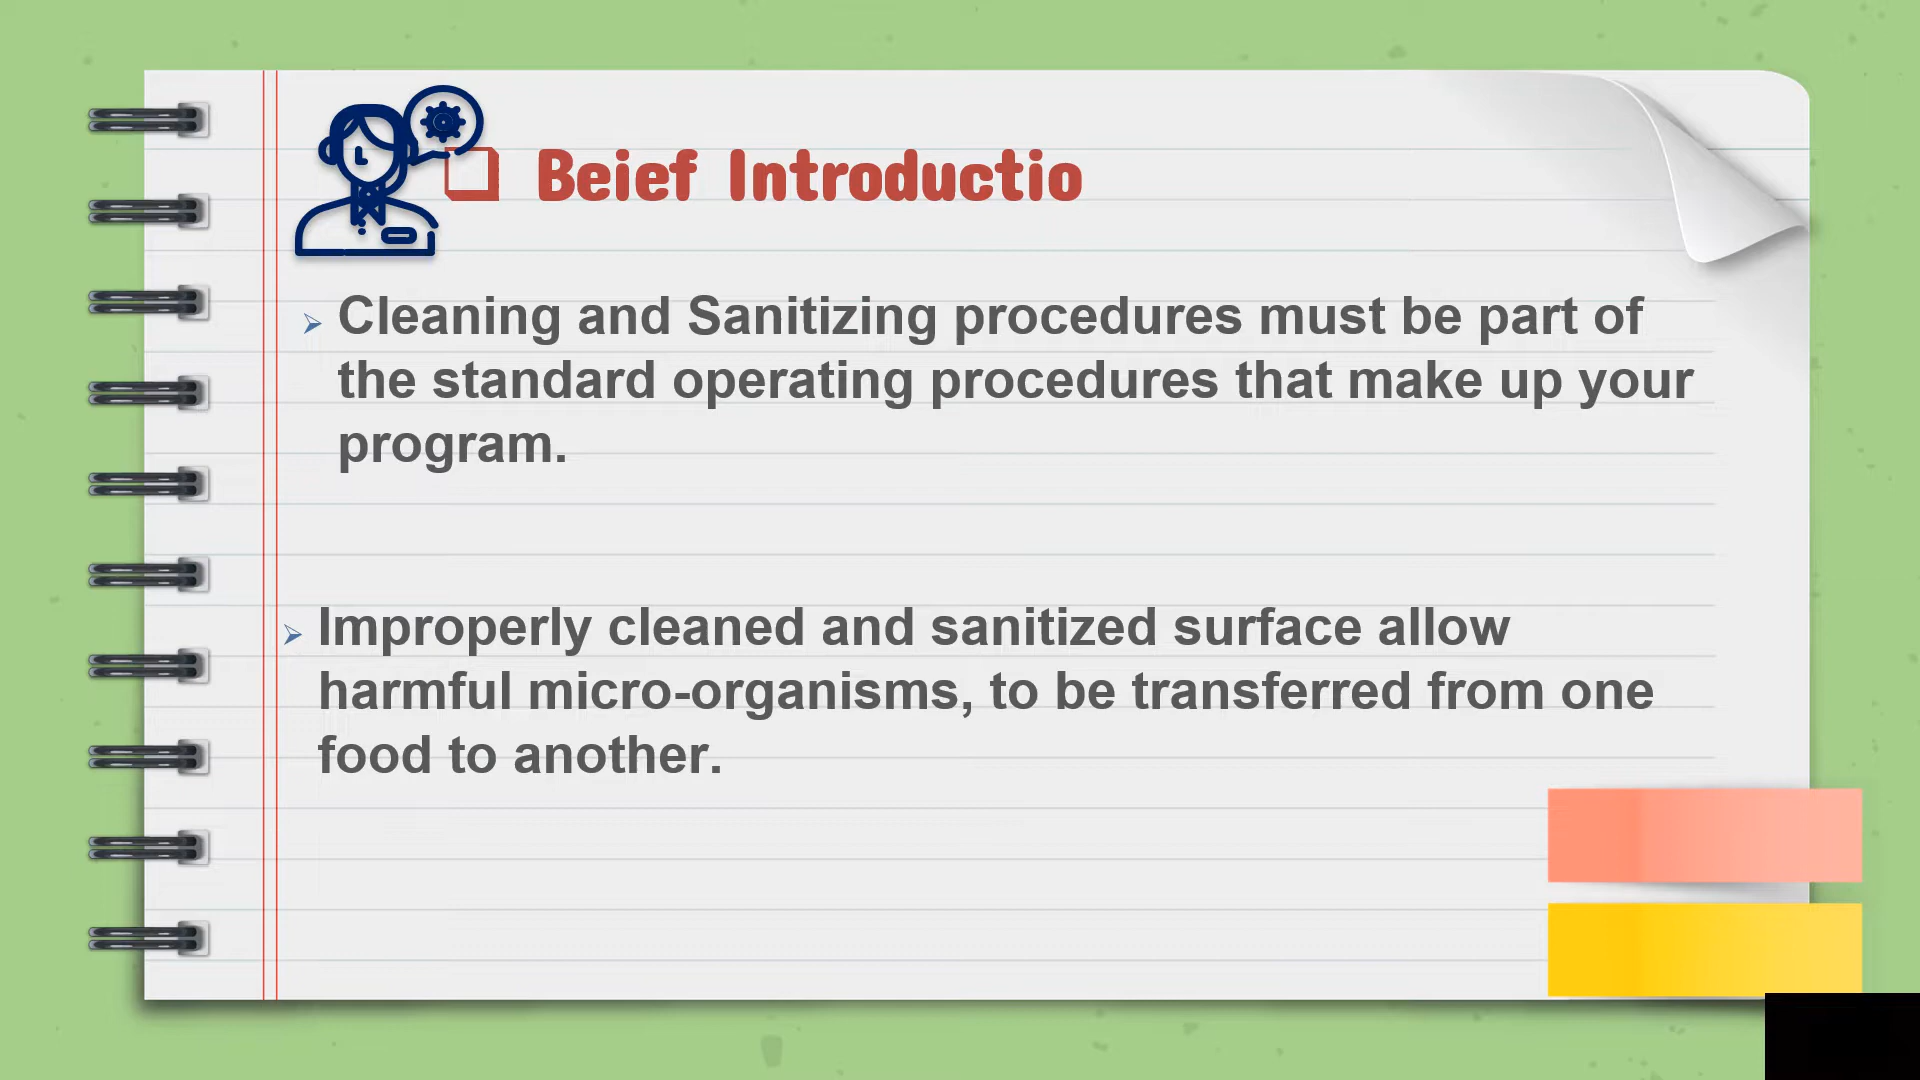 Beief Introductio
Cleaning and Sanitizing procedures must be part of
the standard operating procedures that make up your
program.
Improperly cleaned and sanitized surface allow
harmful micro-organisms, to be transferred from one
food to another.